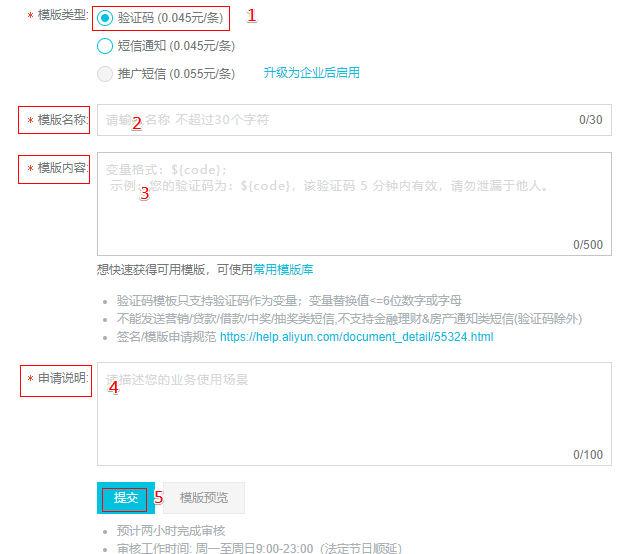 * 模版类型: 验证码 (0.045元/条) 1
短信通知 (0.045元/条)
推广短信 (0.055元/条) 升级为企业后启用
* 模版名称: 请输入名称 不超过30个字符 2 0/30
* 模版内容: 变量格式：${code};
示例：您的验证码为：${code}，该验证码 5 分钟内有效，请勿泄漏于他人。
3
0/500
想快速获得可用模版，可使用常用模版库
• 验证码模板只支持验证码作为变量；变量替换值<=6位数字或字母
• 不能发送营销/贷款/借款/中奖/抽奖类短信,不支持金融理财&房产通知类短信(验证码除外)
• 签名/模版申请规范 https://help.aliyun.com/document_detail/55324.html
* 申请说明: 请描述您的业务使用场景 4
0/100
提交 5 模版预览
• 预计两小时完成审核
• 审核工作时间: 周一至周日9:00-23:00（法定节日顺延）